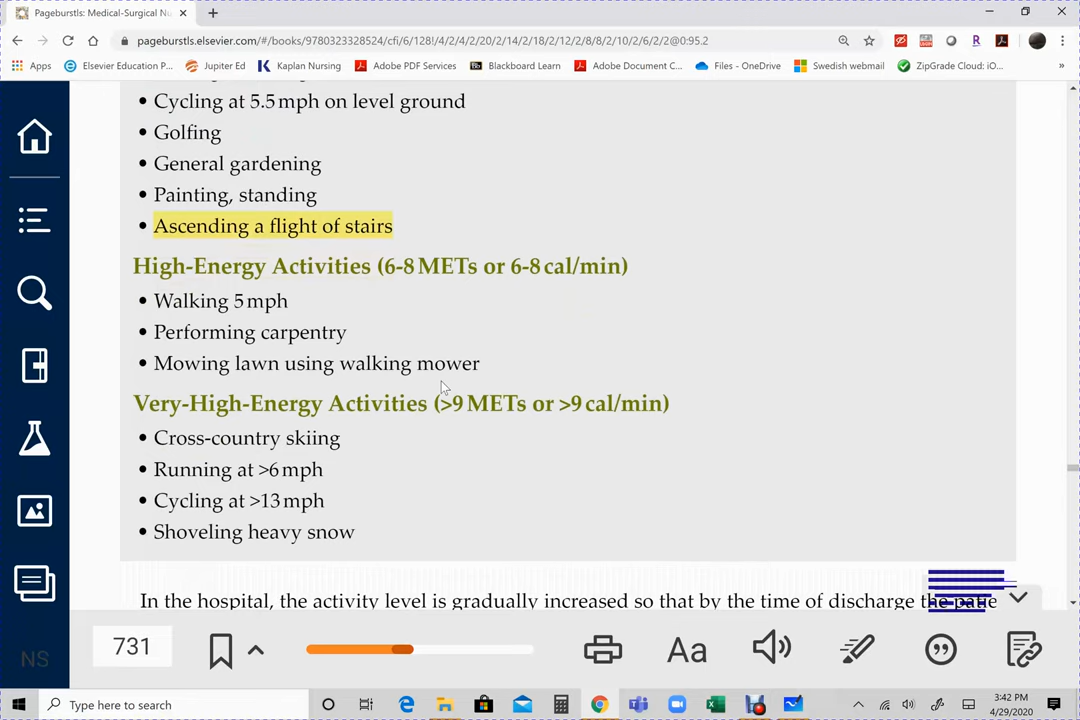 Pageburstls: Medical-Surgical Nu
pageburstls.elsevier.com/#/books/9780323328524/cfi/6/128!/4/2/4/2/20/2/14/2/18/2/12/2/8/8/2/10/2/6/2/2@0:95.2
Apps
Elsevier Education P...
Jupiter Ed
Kaplan Nursing
Adobe PDF Services
Blackboard Learn
Adobe Document C...
Files - OneDrive
Swedish webmail
ZipGrade Cloud: iO...
• Cycling at 5.5 mph on level ground
• Golfing
• General gardening
• Painting, standing
• Ascending a flight of stairs
High-Energy Activities (6-8 METs or 6-8 cal/min)
• Walking 5 mph
• Performing carpentry
• Mowing lawn using walking mower
Very-High-Energy Activities (>9 METs or >9 cal/min)
• Cross-country skiing
• Running at >6 mph
• Cycling at >13 mph
• Shoveling heavy snow
In the hospital, the activity level is gradually increased so that by the time of discharge the patie
NS
731
Aa
Type here to search
3:42 PM
4/29/2020